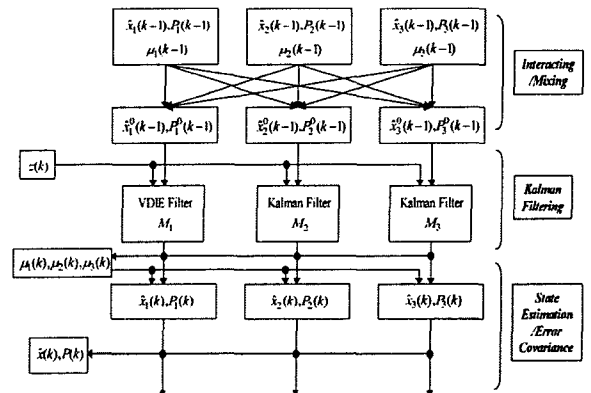 x̂₁(k−1),P₁(k−1)
μ₁(k−1)
x̂₂(k−1),P₂(k−1)
μ₂(k−1)
x̂₃(k−1),P₃(k−1)
μ₃(k−1)
Interacting
/Mixing
x̂₁⁰(k−1),P₁⁰(k−1)
x̂₂⁰(k−1),P₂⁰(k−1)
x̂₃⁰(k−1),P₃⁰(k−1)
z(k)
VDIE Filter
M₁
Kalman Filter
M₂
Kalman Filter
M₃
Kalman
Filtering
μ₁(k),μ₂(k),μ₃(k)
x̂₁(k),P₁(k)
x̂₂(k),P₂(k)
x̂₃(k),P₃(k)
State
Estimation
/Error
Covariance
x̂(k),P(k)